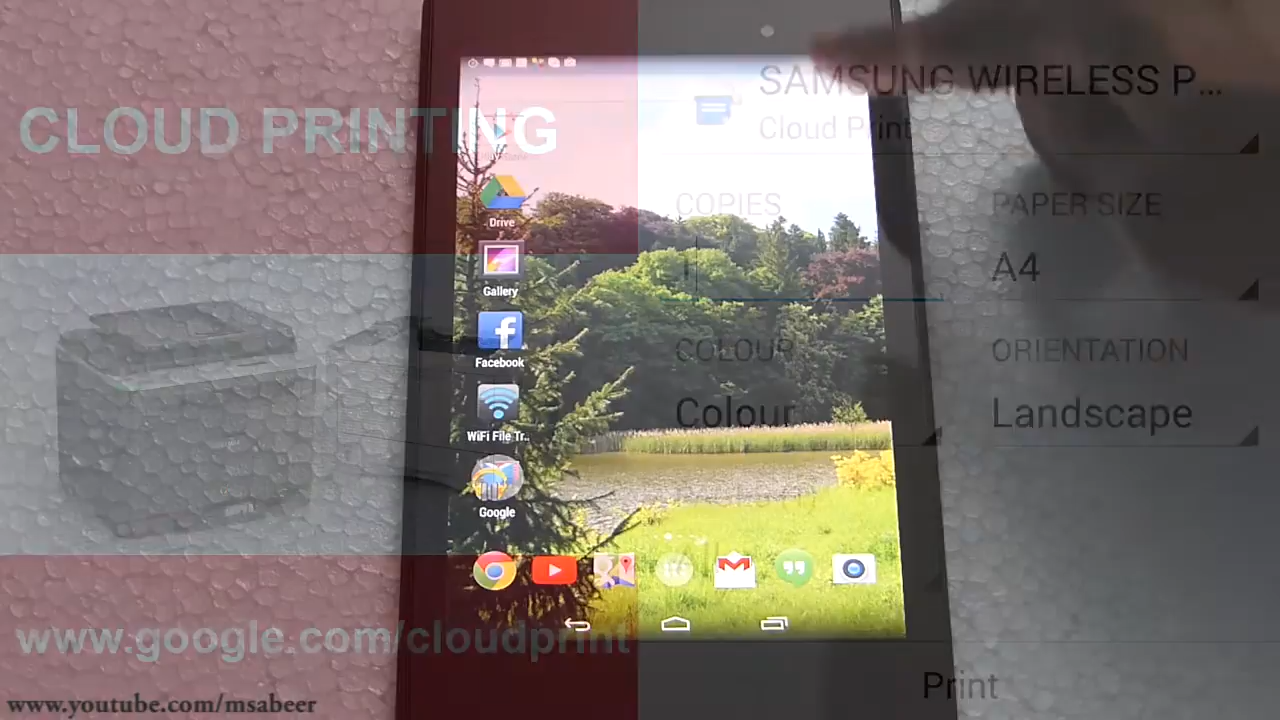 CLOUD PRINTING
SAMSUNG WIRELESS P...
Cloud Print
COPIES
PAPER SIZE
1
A4
COLOUR
ORIENTATION
Colour
Landscape
Print
Drive
Gallery
Facebook
WiFi File Tr..
Google
www.google.com/cloudprint
www.youtube.com/msabeer